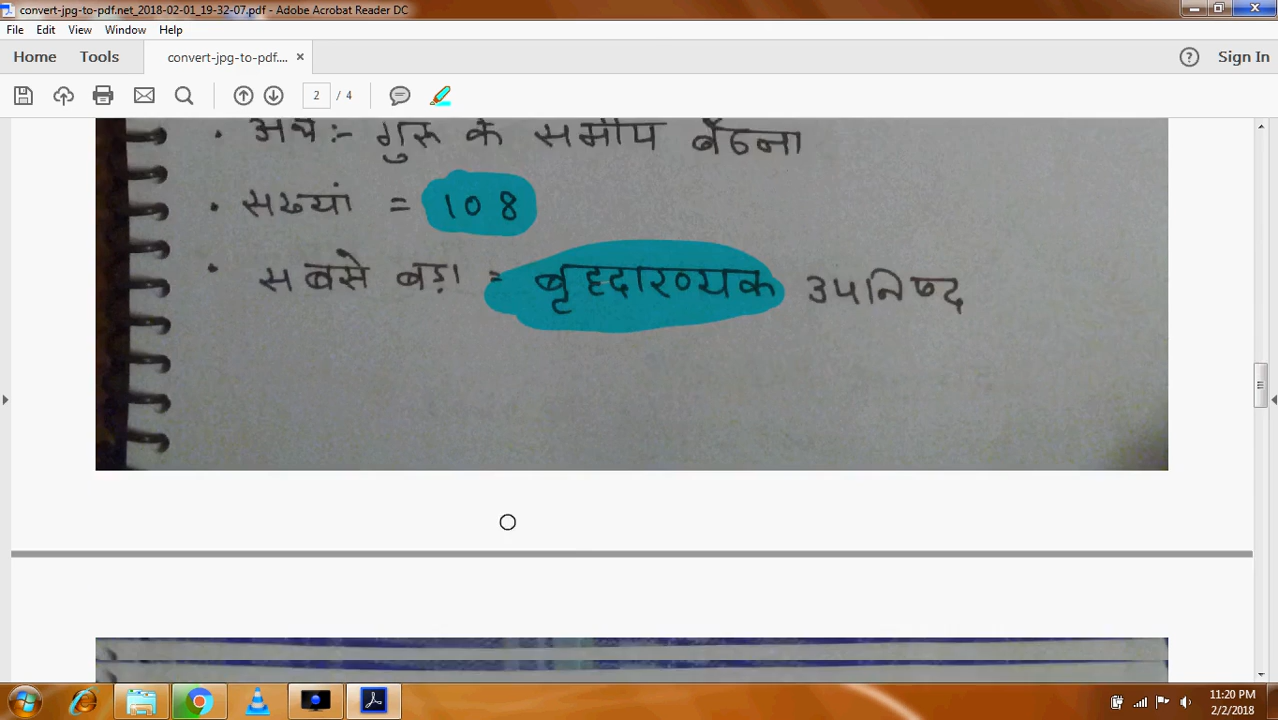 convert-jpg-to-pdf.net_2018-02-01_19-32-07.pdf - Adobe Acrobat Reader DC
File Edit View Window Help
Home Tools convert-jpg-to-pdf.... × ? Sign In
2 / 4
• अर्थ :- गुरू के समीप बैठना
• सख्यां = 108
• सबसे बड़ा = बृहदारण्यक उपनिष्द
11:20 PM
2/2/2018